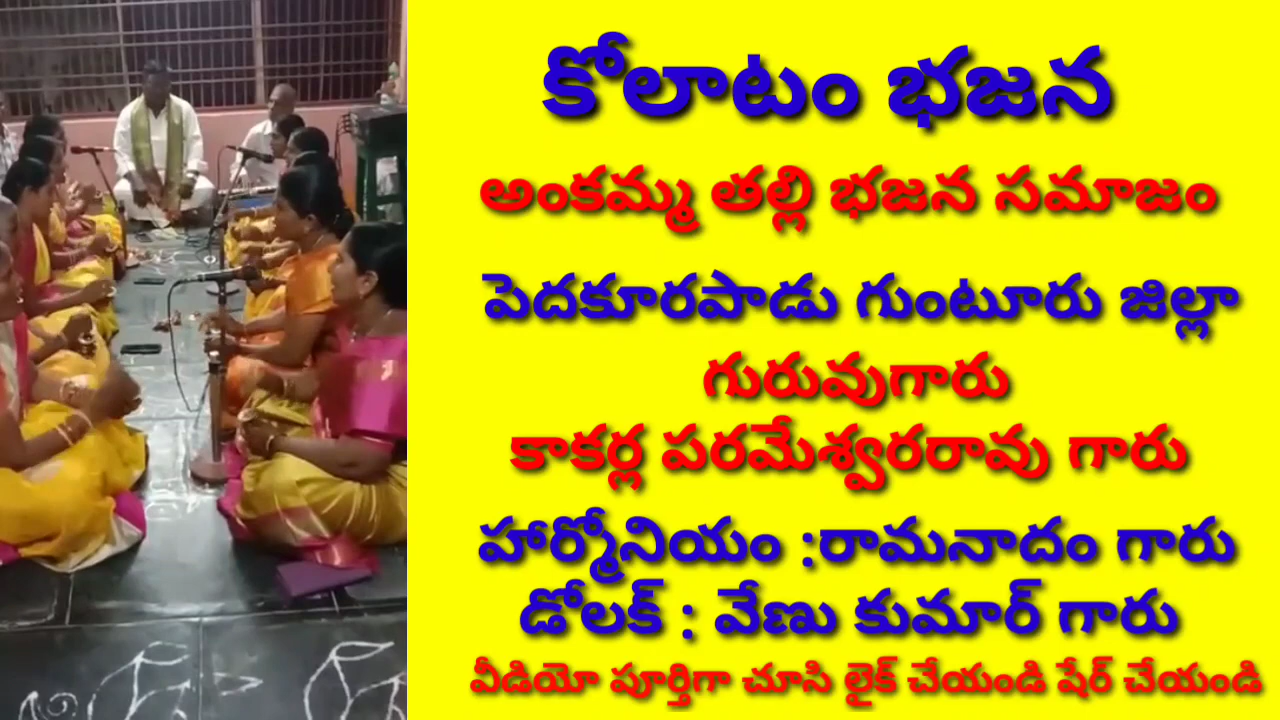 కోలాటం భజన
అంకమ్మ తల్లి భజన సమాజం
పెదకూరపాడు గుంటూరు జిల్లా
గురువుగారు
కాకర్ల పరమేశ్వరరావు గారు
హార్మోనియం :రామనాదం గారు
డోలక్ : వేణు కుమార్ గారు
వీడియో పూర్తిగా చూసి లైక్ చేయండి షేర్ చేయండి